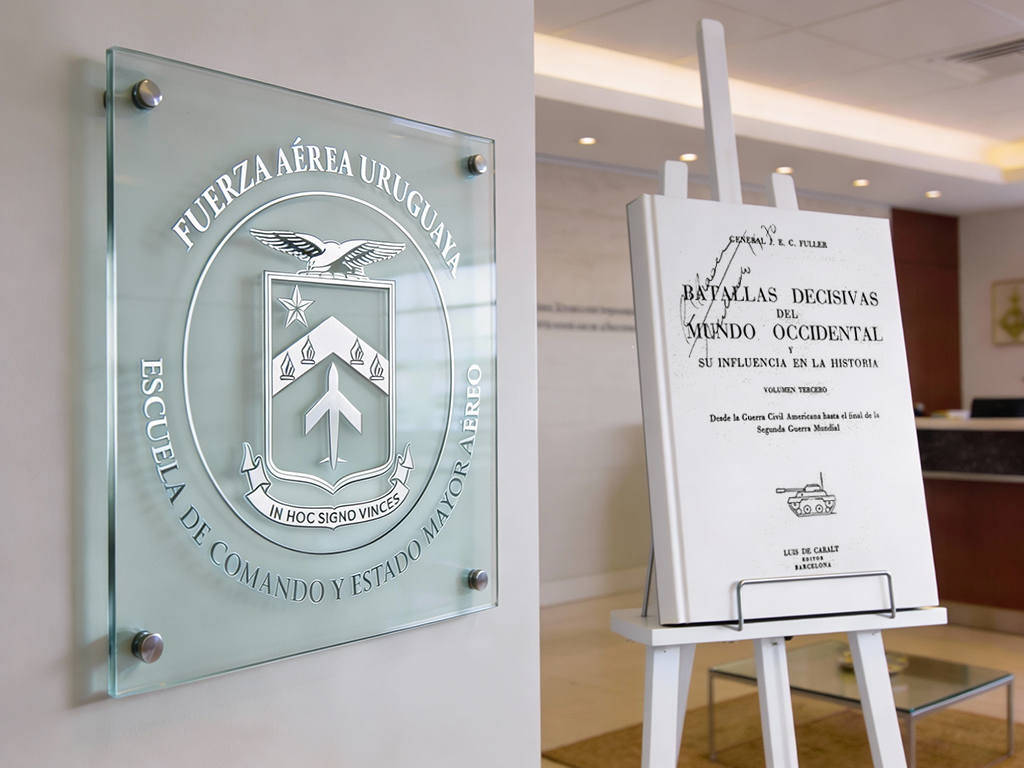 FUERZA AÉREA URUGUAYA
IN HOC SIGNO VINCES
ESCUELA DE COMANDO Y ESTADO MAYOR AÉREO
GENERAL J. F. C. FULLER
BATALLAS DECISIVAS
DEL
MUNDO OCCIDENTAL
Y
SU INFLUENCIA EN LA HISTORIA
VOLUMEN TERCERO
Desde la Guerra Civil Americana hasta el final de la
Segunda Guerra Mundial
LUIS DE CARALT
EDITOR
BARCELONA